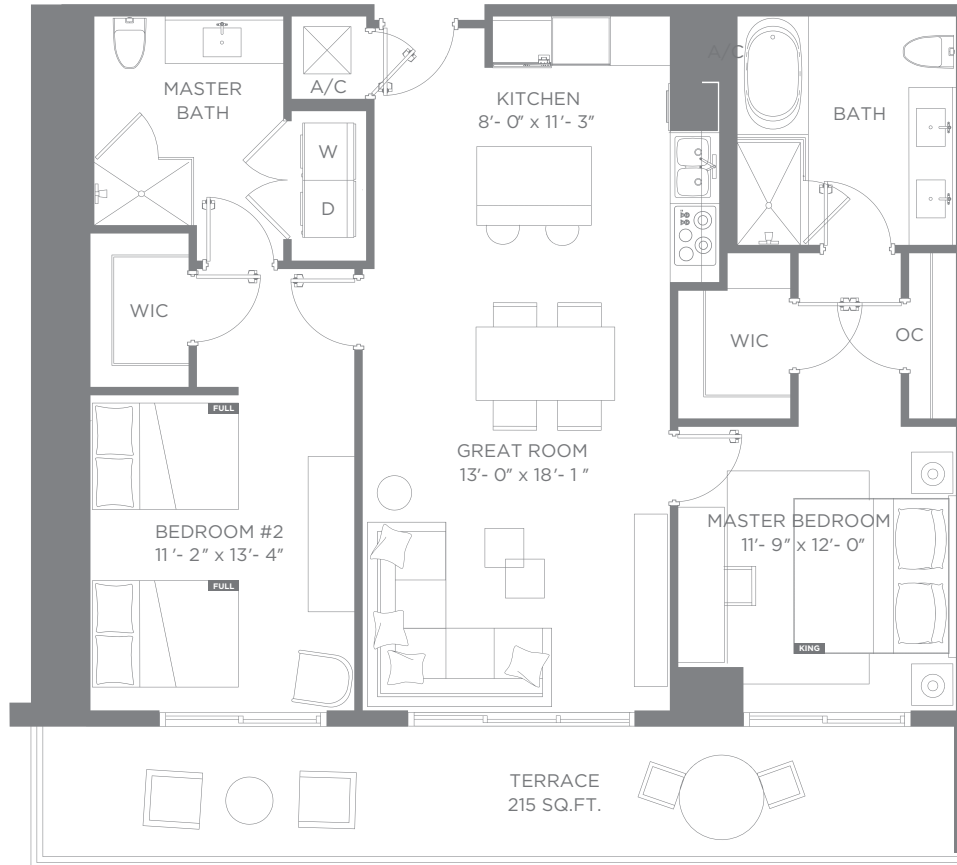 MASTER
BATH
A/C
W
D
KITCHEN
8'- 0" x 11'- 3"
A/C
BATH
WIC
WIC
OC
FULL
BEDROOM #2
11 '- 2" x 13'- 4"
FULL
GREAT ROOM
13'- 0" x 18'- 1 "
MASTER BEDROOM
11'- 9" x 12'- 0"
KING
TERRACE
215 SQ.FT.